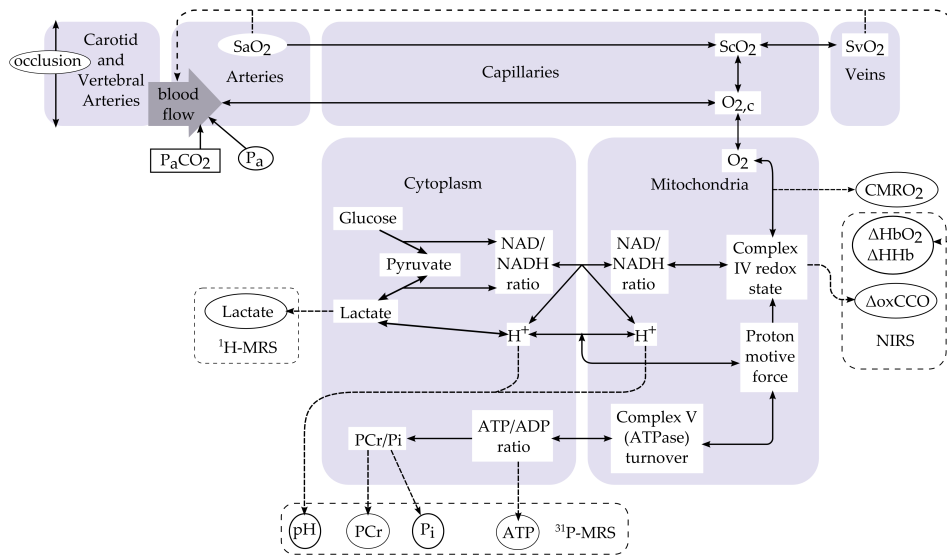 occlusion
Carotid
and
Vertebral
Arteries
blood
flow
SaO₂
Arteries
Capillaries
ScO₂
SvO₂
Veins
O₂,c
PₐCO₂
Pₐ
O₂
Cytoplasm
Mitochondria
CMRO₂
Glucose
Pyruvate
Lactate
NAD/
NADH
ratio
NAD/
NADH
ratio
Complex
IV redox
state
ΔHbO₂
ΔHHb
ΔoxCCO
NIRS
Lactate
¹H-MRS
H⁺
H⁺
Proton
motive
force
PCr/Pi
ATP/ADP
ratio
Complex V
(ATPase)
turnover
pH
PCr
Pᵢ
ATP
³¹P-MRS